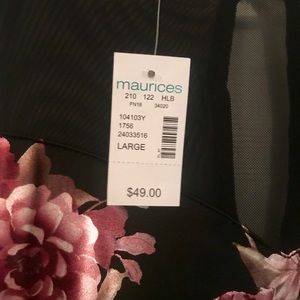 maurices
210 122 HLB
FN18 34020
104103Y
1756
24033516
LARGE
$49.00